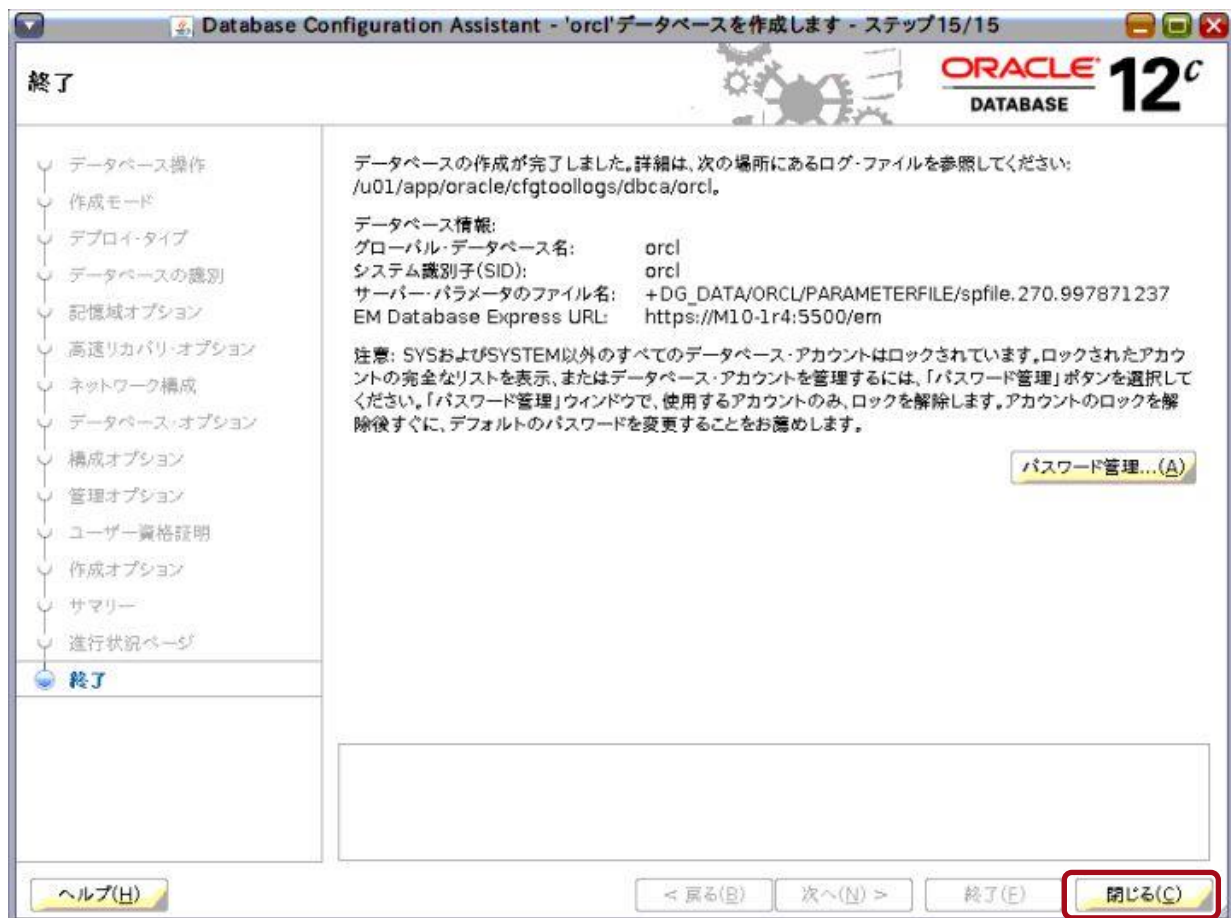 Database Configuration Assistant - 'orcl'データベースを作成します - ステップ15/15
終了
ORACLE
DATABASE
12c
データベース操作
作成モード
デプロイ・タイプ
データベースの識別
記憶域オプション
高速リカバリ・オプション
ネットワーク構成
データベース・オプション
構成オプション
管理オプション
ユーザー資格証明
作成オプション
サマリー
進行状況ページ
終了
データベースの作成が完了しました。詳細は、次の場所にあるログ・ファイルを参照してください:
/u01/app/oracle/cfgtoollogs/dbca/orcl。
データベース情報:
グローバル・データベース名: orcl
システム識別子(SID): orcl
サーバー・パラメータのファイル名: +DG_DATA/ORCL/PARAMETERFILE/spfile.270.997871237
EM Database Express URL: https://M10-1r4:5500/em
注意: SYSおよびSYSTEM以外のすべてのデータベース・アカウントはロックされています。ロックされたアカウ
ントの完全なリストを表示、またはデータベース・アカウントを管理するには、「パスワード管理」ボタンを選択して
ください。「パスワード管理」ウィンドウで、使用するアカウントのみ、ロックを解除します。アカウントのロックを解
除後すぐに、デフォルトのパスワードを変更することをお薦めします。
パスワード管理...(A)
ヘルプ(H)
< 戻る(B)
次へ(N) >
終了(F)
閉じる(C)